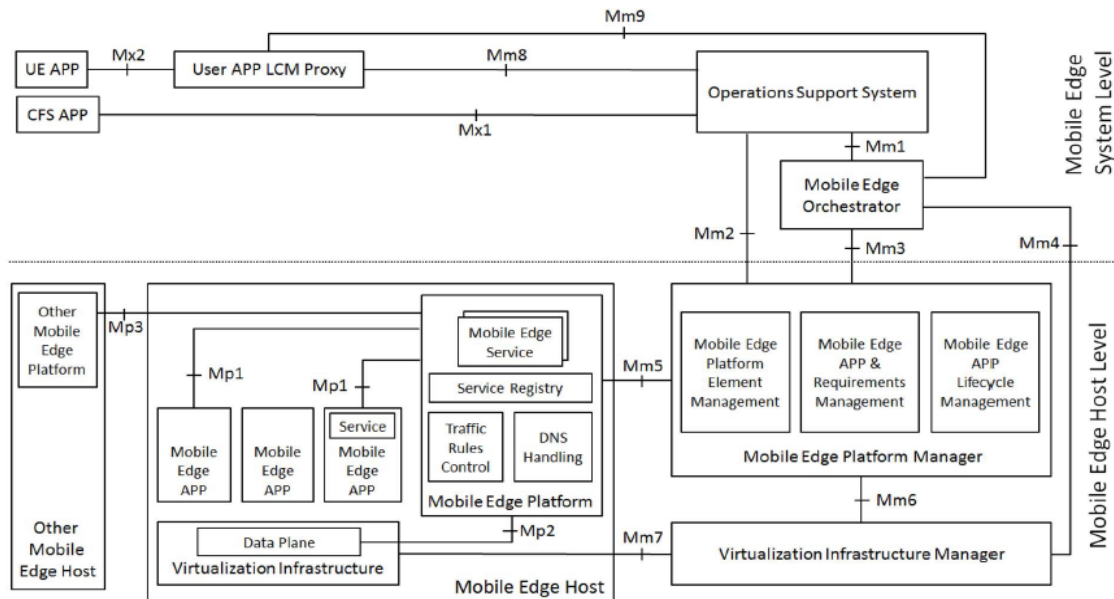 Mm9
Mx2
Mm8
UE APP
User APP LCM Proxy
Operations Support System
CFS APP
Mx1
Mm1
Mobile Edge
System Level
Mobile Edge
Orchestrator
Mm2
Mm3
Mm4
Other
Mobile
Edge
Platform
Mp3
Mobile Edge
Service
Service Registry
Traffic
Rules
Control
DNS
Handling
Mobile Edge Platform
Mp1
Mp1
Mobile
Edge
APP
Mobile
Edge
APP
Service
Mobile
Edge APP
Mm5
Mobile Edge
Platform
Element
Management
Mobile Edge
APP &
Requirements
Management
Mobile Edge
APP
Lifecycle
Management
Mobile Edge Platform Manager
Mobile Edge Host Level
Mm6
Mp2
Data Plane
Virtualization Infrastructure
Mm7
Virtualization Infrastructure Manager
Other
Mobile
Edge Host
Mobile Edge Host